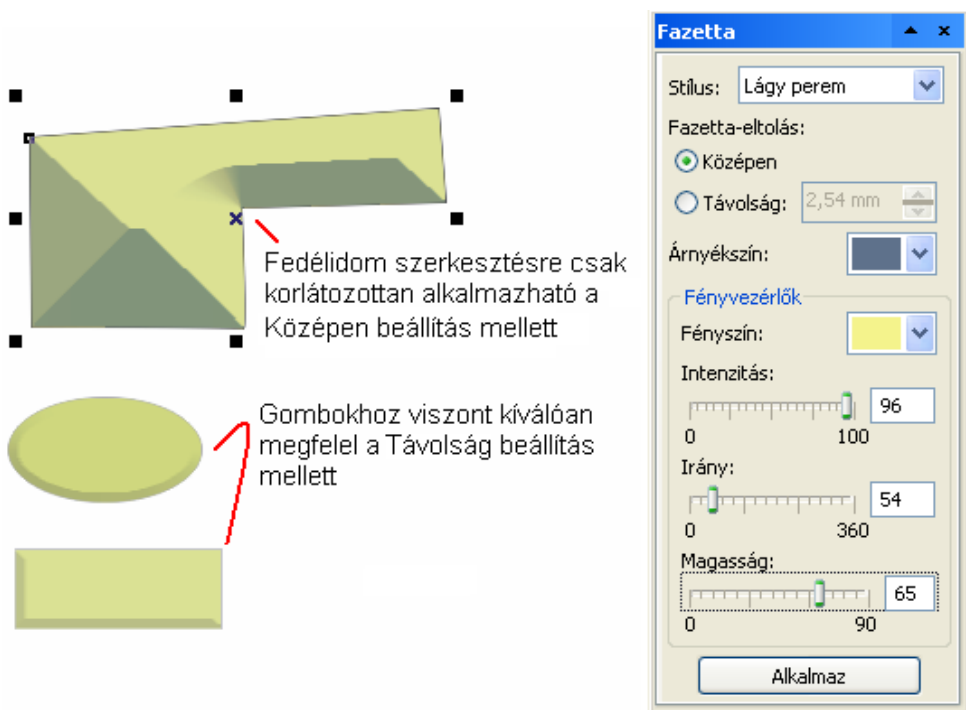 Fedélidom szerkesztésre csak
korlátozottan alkalmazható a
Középen beállítás mellett
Gombokhoz viszont kíválóan
megfelel a Távolság beállítás
mellett
Fazetta
Stílus: Lágy perem
Fazetta-eltolás:
Középen
Távolság: 2,54 mm
Árnyékszín:
Fényvezérlők
Fényszín:
Intenzitás:
96
0 100
Irány:
54
0 360
Magasság:
65
0 90
Alkalmaz